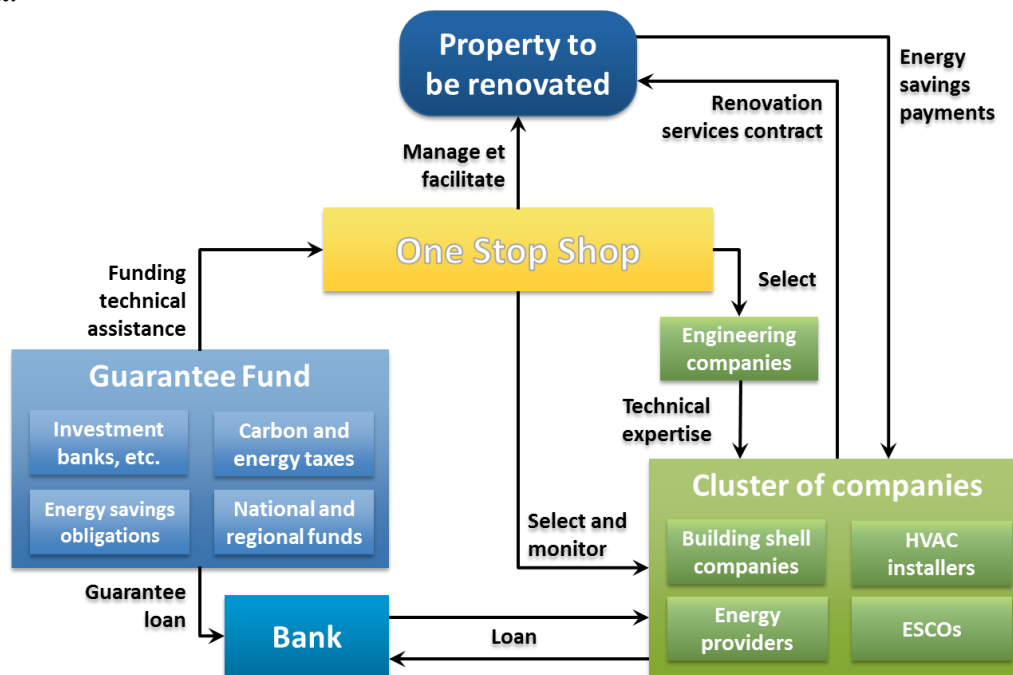 Property to
be renovated
Energy
savings
payments
Renovation
services contract
Manage et
facilitate
One Stop Shop
Funding
technical
assistance
Select
Engineering
companies
Guarantee Fund
Investment
banks, etc.
Carbon and
energy taxes
Energy savings
obligations
National and
regional funds
Technical
expertise
Cluster of companies
Building shell
companies
HVAC
installers
Energy
providers
ESCOs
Select and
monitor
Guarantee
loan
Bank
Loan